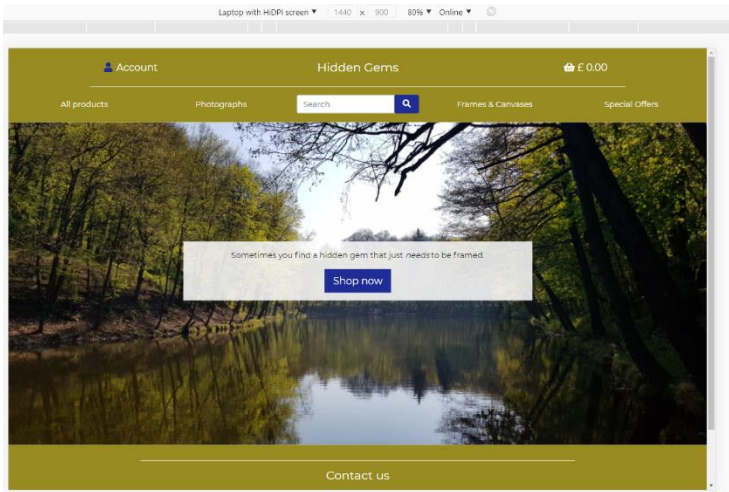 Laptop with HiDPI screen ▼ 1440 x 900 80% ▼ Online ▼
Account Hidden Gems £ 0.00
All products Photographs Search Frames & Canvases Special Offers
Sometimes you find a hidden gem that just needs to be framed.
Shop now
Contact us